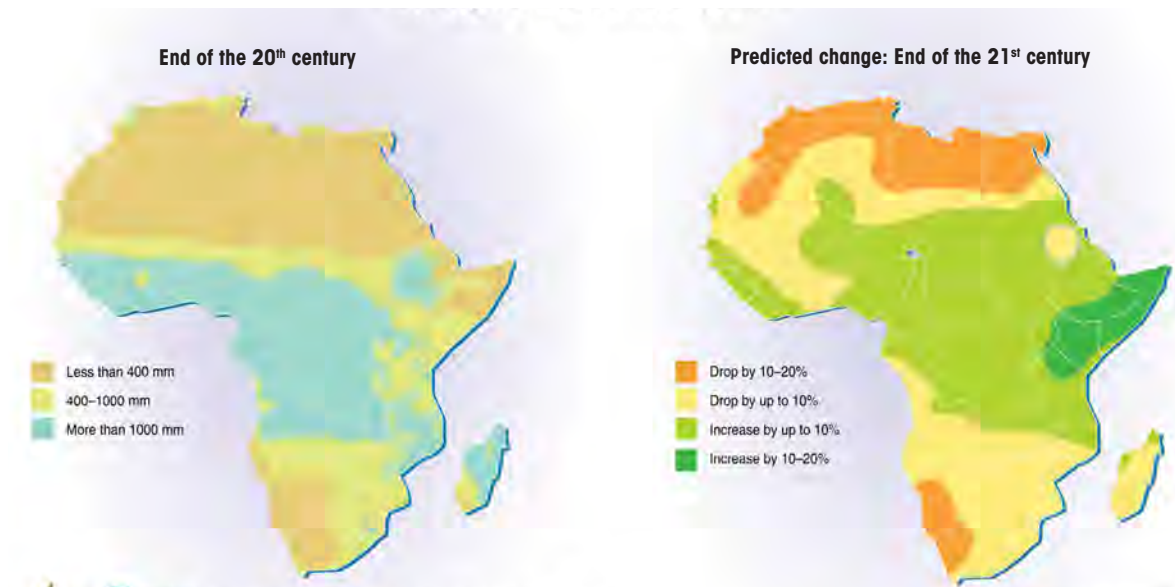 End of the 20th century
Less than 400 mm
400–1000 mm
More than 1000 mm
Predicted change: End of the 21st century
Drop by 10–20%
Drop by up to 10%
Increase by up to 10%
Increase by 10–20%